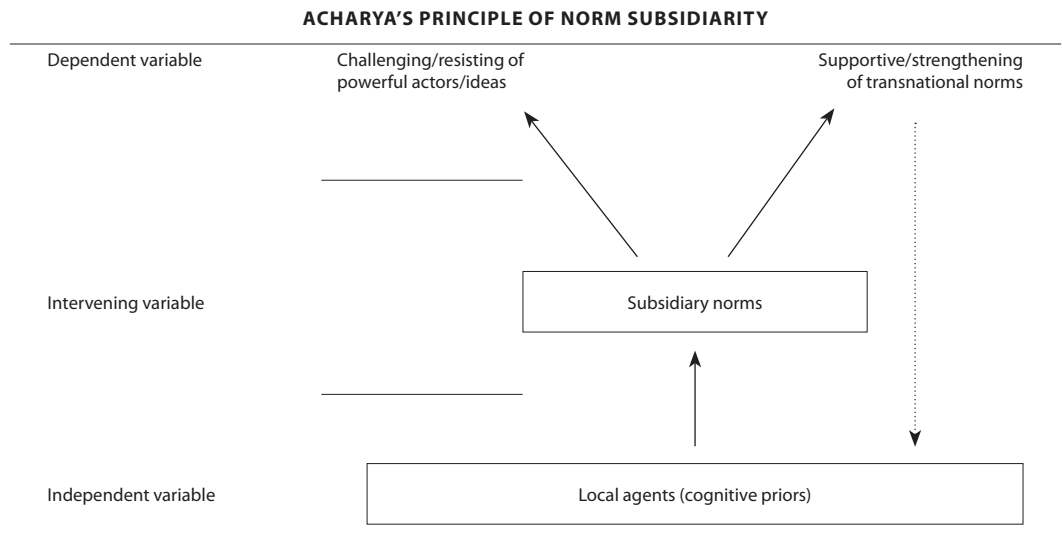 ACHARYA’S PRINCIPLE OF NORM SUBSIDIARITY
Dependent variable
Challenging/resisting of
powerful actors/ideas
Supportive/strengthening
of transnational norms
Intervening variable
Subsidiary norms
Independent variable
Local agents (cognitive priors)